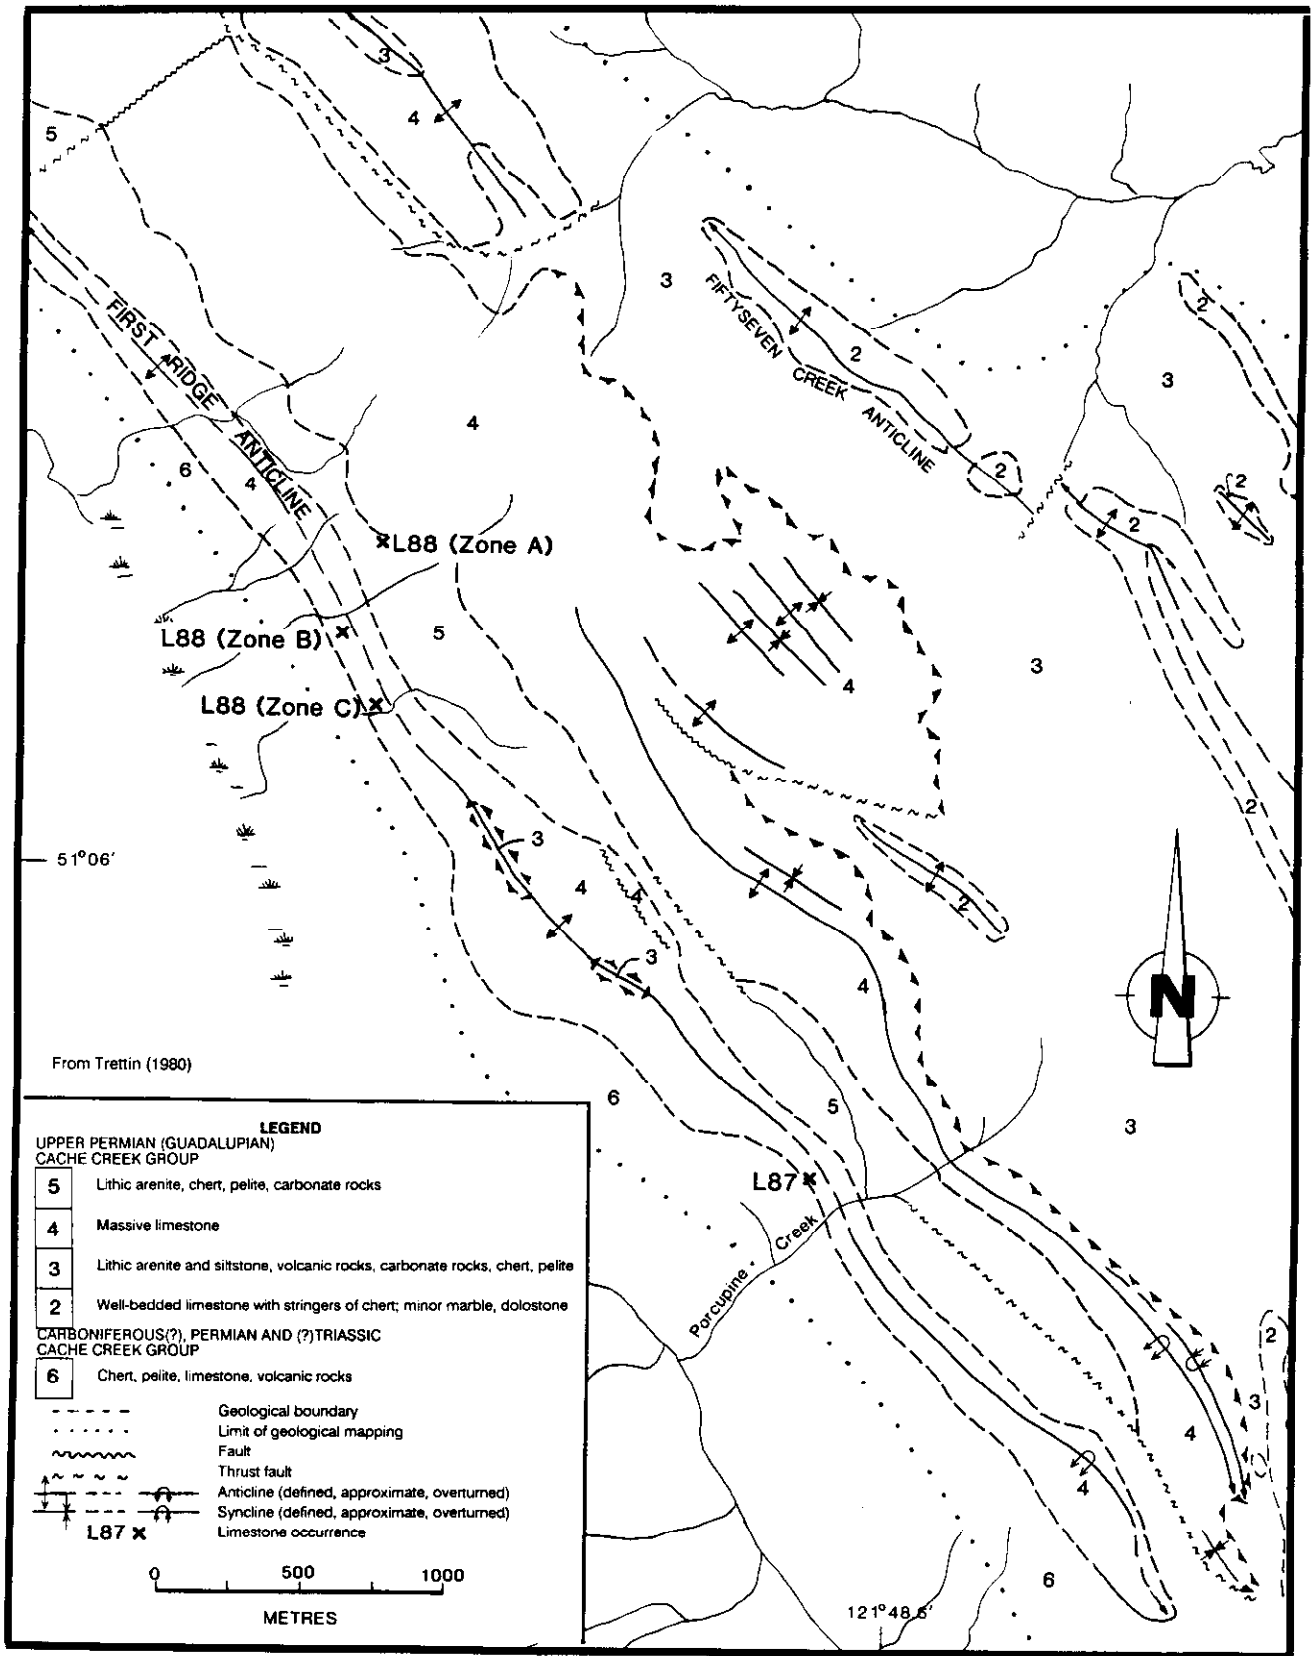 3
4
5
3
2
FIRST RIDGE ANTICLINE
FIFTYSEVEN CREEK ANTICLINE
2
3
4
6
4
2
2
2
L88 (Zone A)
5
L88 (Zone B)
3
4
L88 (Zone C)
2
3
51°06'
4
4
2
3
4
N
From Trettin (1980)
6
5
3
L87
Porcupine Creek
2
3
4
4
6
121°48.6'
LEGEND
UPPER PERMIAN (GUADALUPIAN)
CACHE CREEK GROUP
5 Lithic arenite, chert, pelite, carbonate rocks
4 Massive limestone
3 Lithic arenite and siltstone, volcanic rocks, carbonate rocks, chert, pelite
2 Well-bedded limestone with stringers of chert; minor marble, dolostone
CARBONIFEROUS(?), PERMIAN AND (?)TRIASSIC
CACHE CREEK GROUP
6 Chert, pelite, limestone, volcanic rocks
Geological boundary
Limit of geological mapping
Fault
Thrust fault
Anticline (defined, approximate, overturned)
Syncline (defined, approximate, overturned)
L87 x Limestone occurrence
0 500 1000
METRES